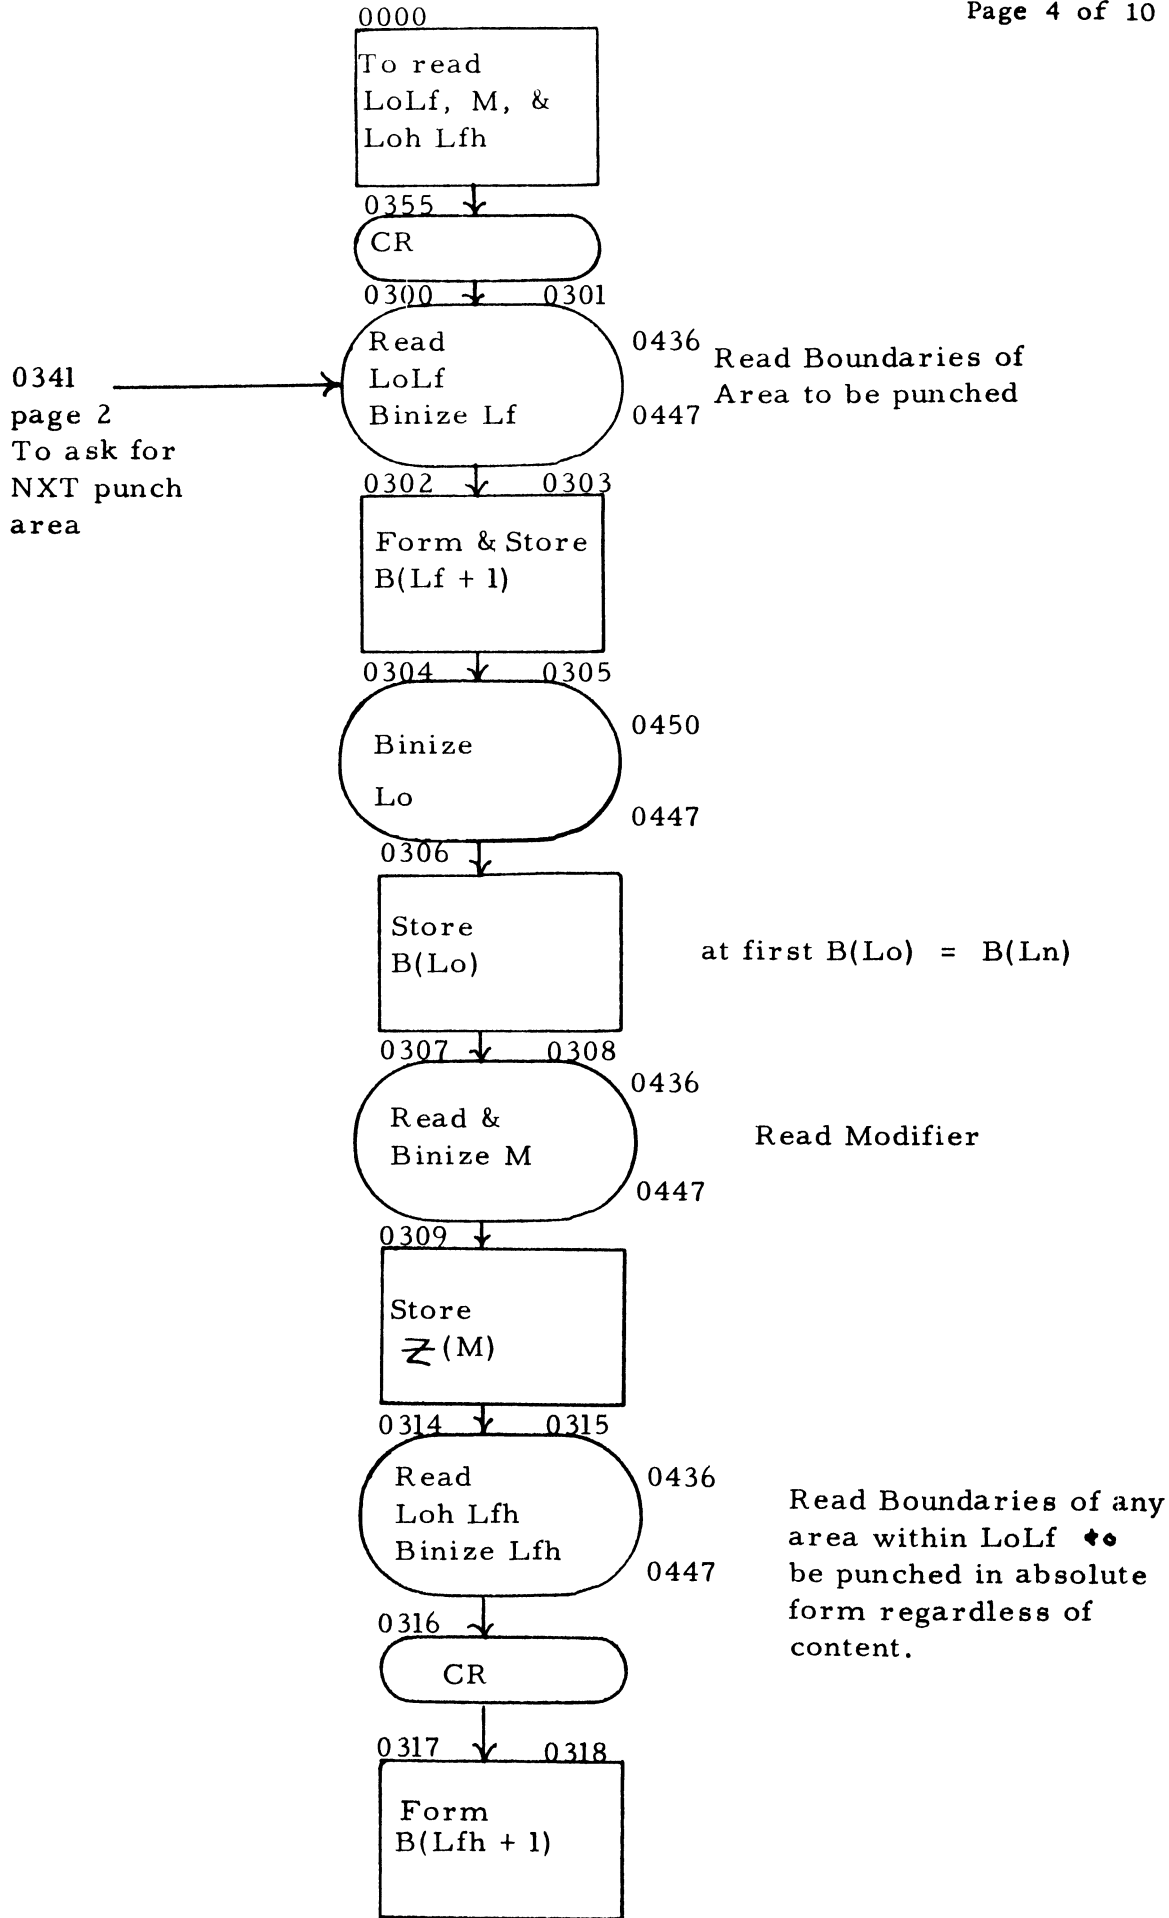 Page 4 of 10
0000
To read
LoLf, M, &
Loh Lfh
0355
CR
0300 0301
Read
LoLf
Binize Lf
0436
0447
Read Boundaries of
Area to be punched
0341
page 2
To ask for
NXT punch
area
0302 0303
Form & Store
B(Lf + 1)
0304 0305
Binize
Lo
0450
0447
0306
Store
B(Lo)
at first B(Lo) = B(Ln)
0307 0308
Read &
Binize M
0436
0447
Read Modifier
0309
Store
Z(M)
0314 0315
Read
Loh Lfh
Binize Lfh
0436
0447
Read Boundaries of any
area within LoLf to
be punched in absolute
form regardless of
content.
0316
CR
0317 0318
Form
B(Lfh + 1)